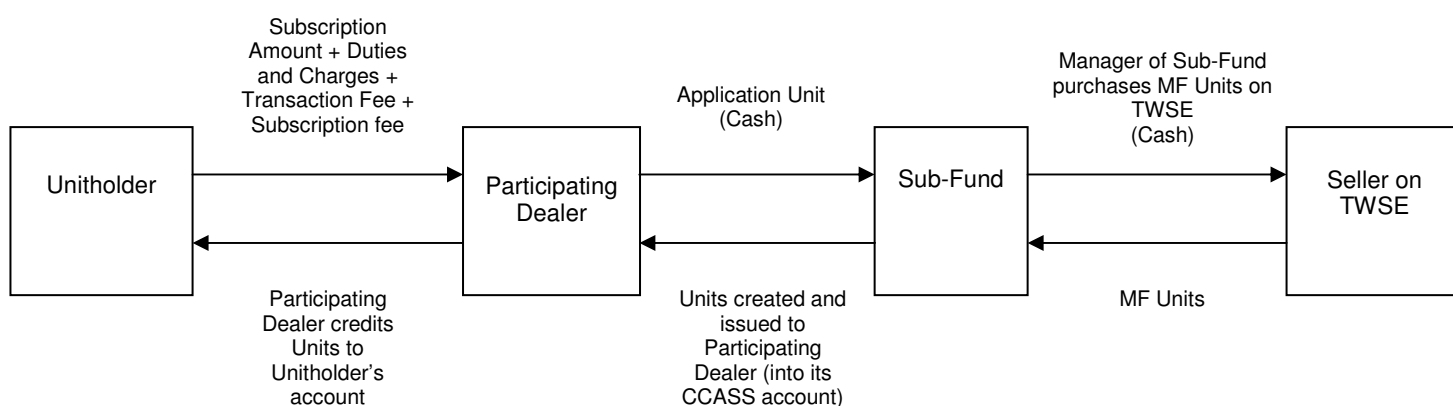 Subscription
Amount + Duties
and Charges +
Transaction Fee +
Subscription fee
Application Unit
(Cash)
Manager of Sub-Fund
purchases MF Units on
TWSE
(Cash)
Unitholder
Participating
Dealer
Sub-Fund
Seller on
TWSE
Participating
Dealer credits
Units to
Unitholder's
account
Units created and
issued to
Participating
Dealer (into its
CCASS account)
MF Units